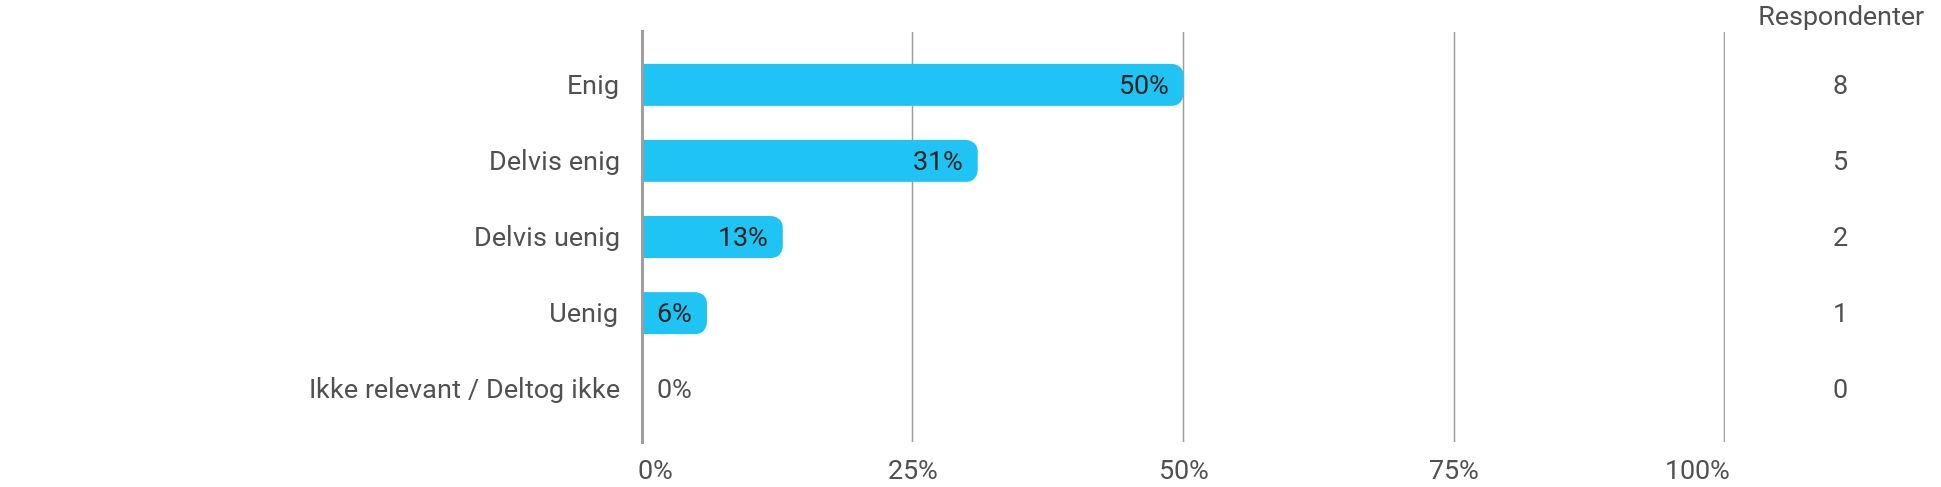 Respondenter
Enig 50% 8
Delvis enig 31% 5
Delvis uenig 13% 2
Uenig 6% 1
Ikke relevant / Deltog ikke 0% 0
0% 25% 50% 75% 100%